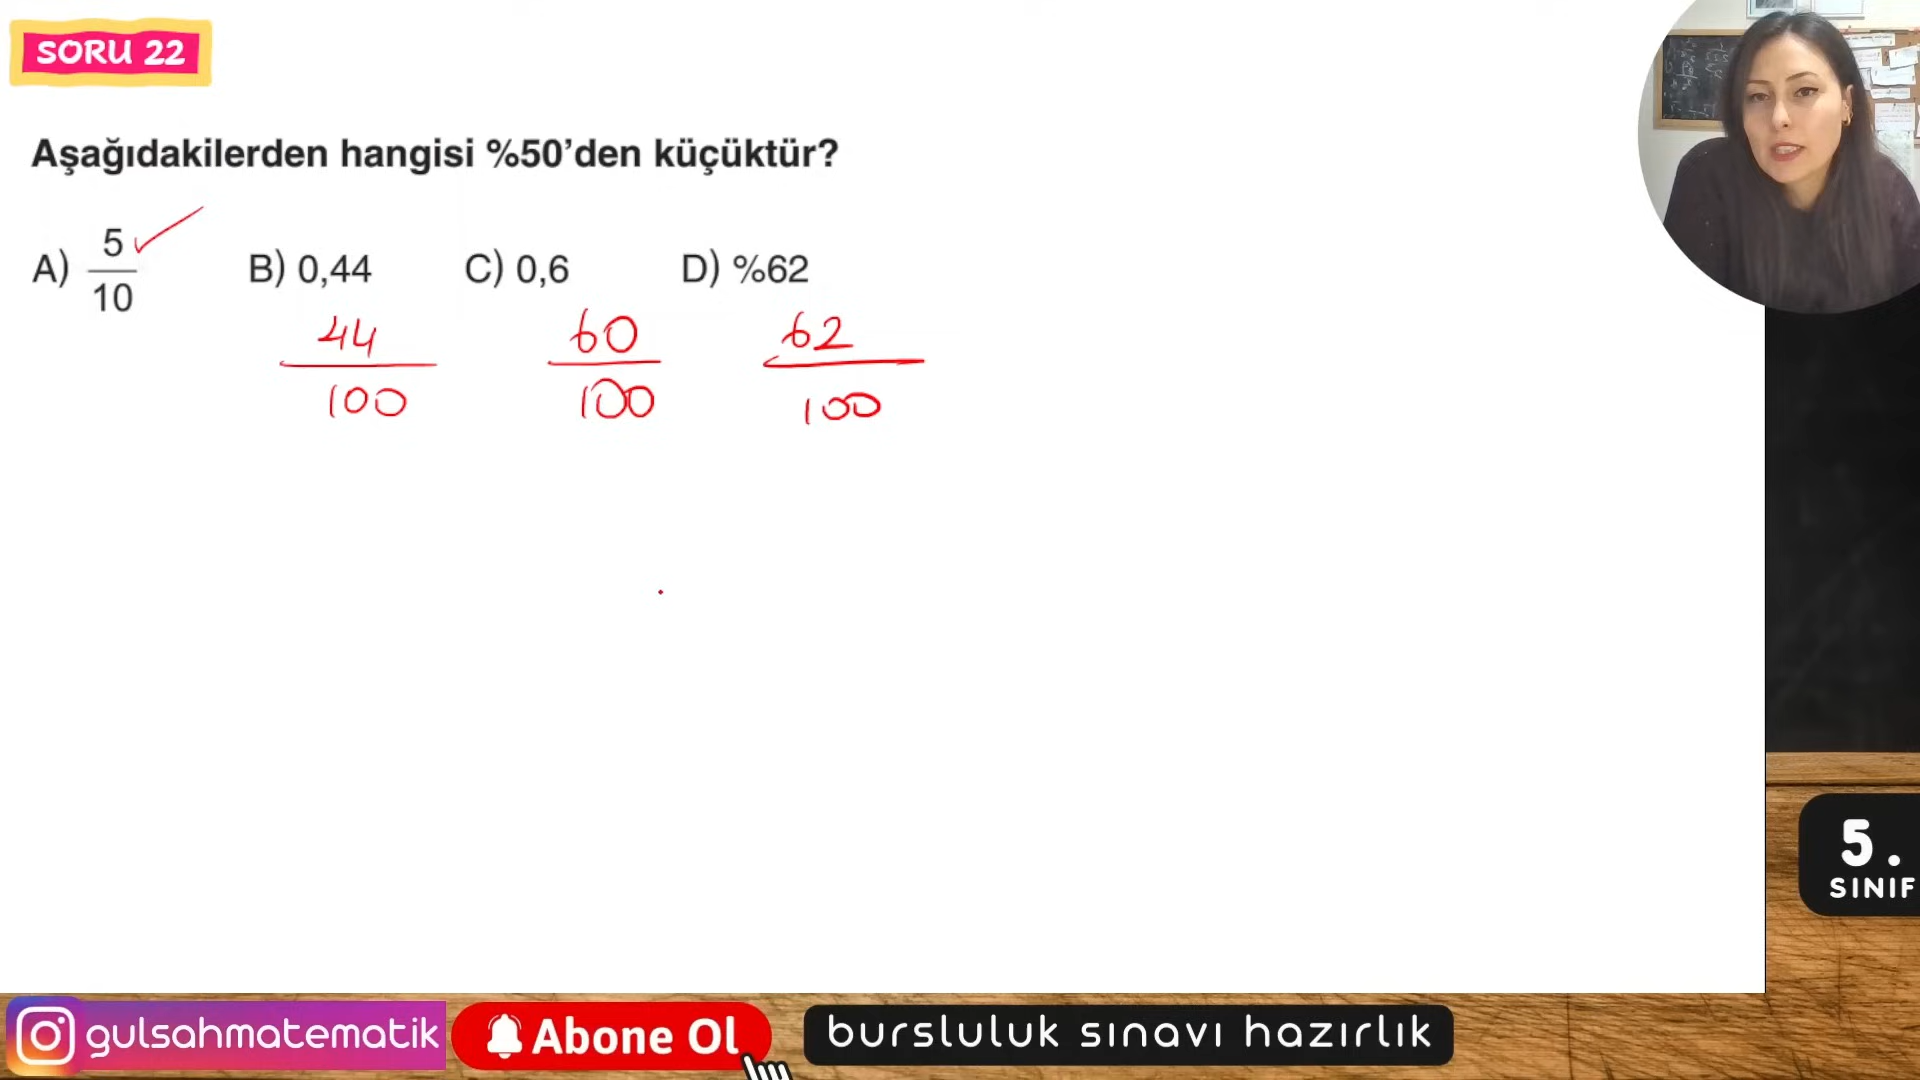 SORU 22
Aşağıdakilerden hangisi %50'den küçüktür?
A) 5/10 B) 0,44 C) 0,6 D) %62
44/100 60/100 62/100
5.
SINIF
gulsahmatematik
Abone Ol
bursluluk sınavı hazırlık